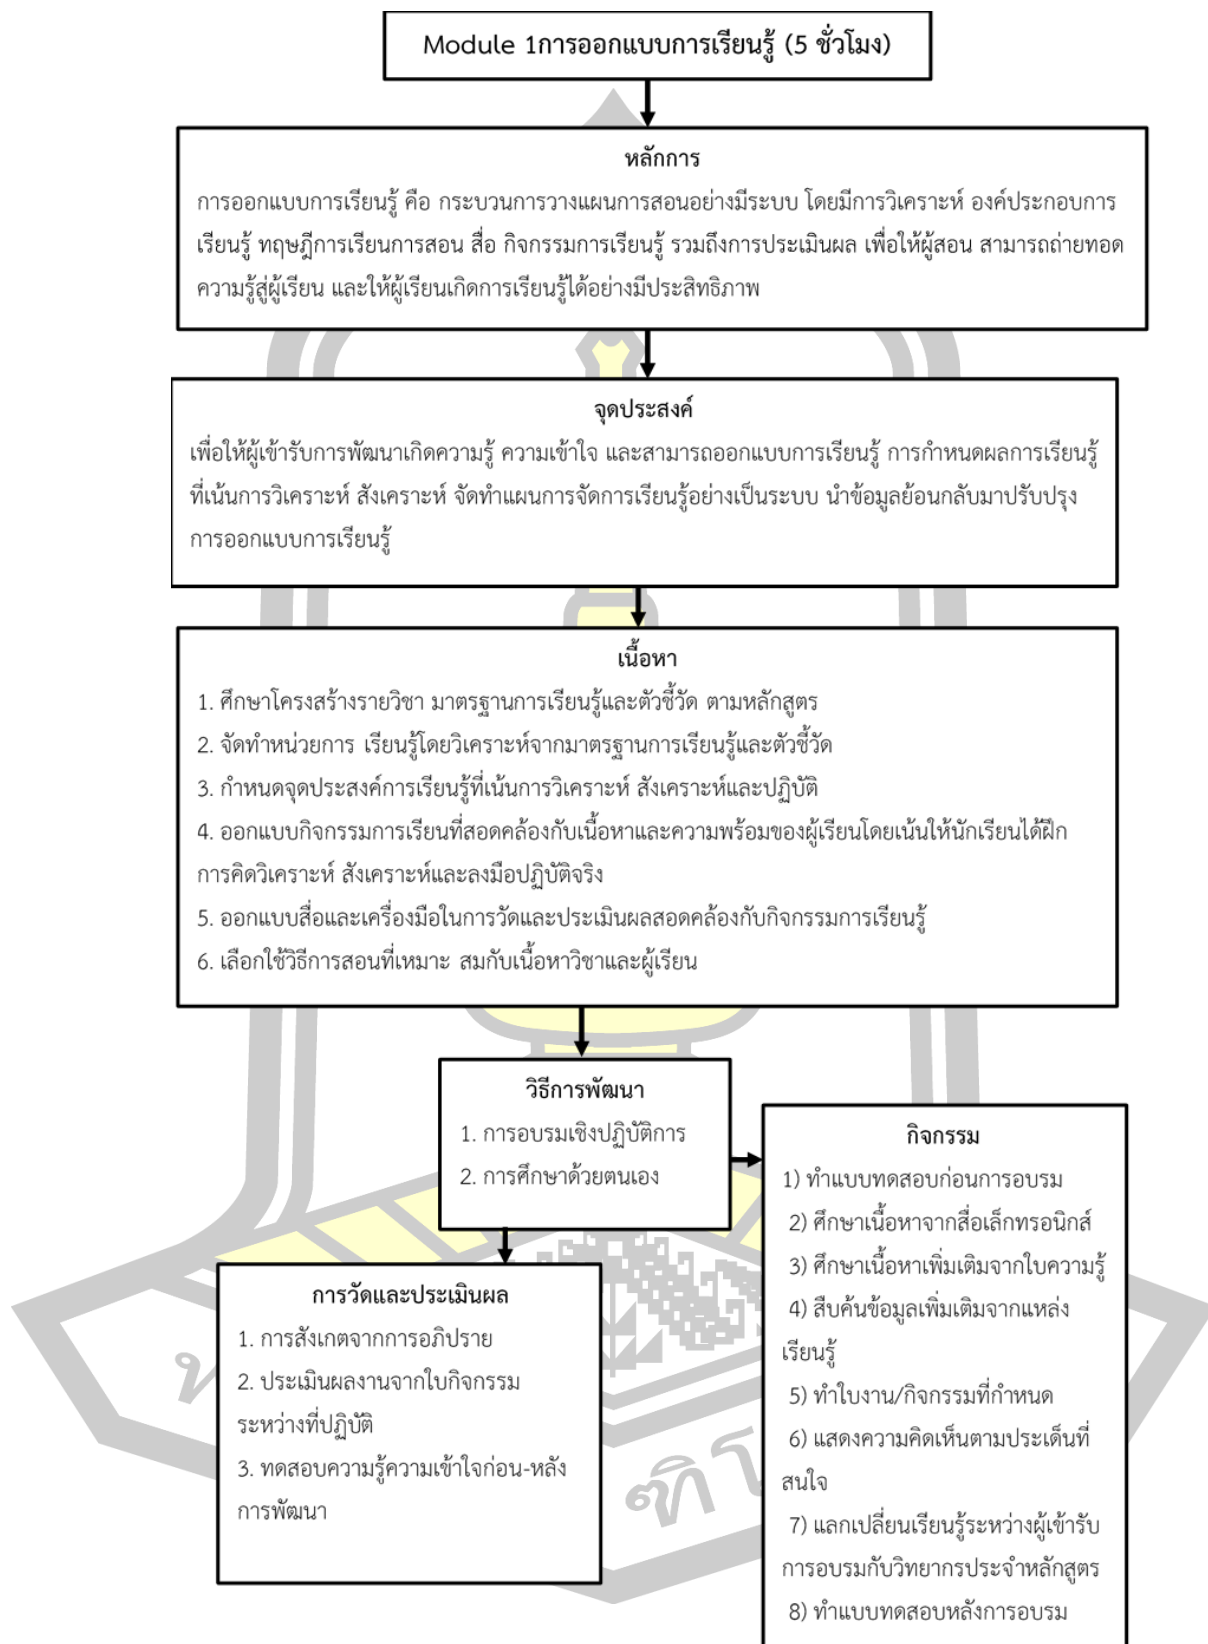 Module 1การออกแบบการเรียนรู้ (5 ชั่วโมง)
หลักการ
การออกแบบการเรียนรู้ คือ กระบวนการวางแผนการสอนอย่างมีระบบ โดยมีการวิเคราะห์ องค์ประกอบการ
เรียนรู้ ทฤษฎีการเรียนการสอน สื่อ กิจกรรมการเรียนรู้ รวมถึงการประเมินผล เพื่อให้ผู้สอน สามารถถ่ายทอด
ความรู้สู่ผู้เรียน และให้ผู้เรียนเกิดการเรียนรู้ได้อย่างมีประสิทธิภาพ
จุดประสงค์
เพื่อให้ผู้เข้ารับการพัฒนาเกิดความรู้ ความเข้าใจ และสามารถออกแบบการเรียนรู้ การกำหนดผลการเรียนรู้
ที่เน้นการวิเคราะห์ สังเคราะห์ จัดทำแผนการจัดการเรียนรู้อย่างเป็นระบบ นำข้อมูลย้อนกลับมาปรับปรุง
การออกแบบการเรียนรู้
เนื้อหา
1. ศึกษาโครงสร้างรายวิชา มาตรฐานการเรียนรู้และตัวชี้วัด ตามหลักสูตร
2. จัดทำหน่วยการ เรียนรู้โดยวิเคราะห์จากมาตรฐานการเรียนรู้และตัวชี้วัด
3. กำหนดจุดประสงค์การเรียนรู้ที่เน้นการวิเคราะห์ สังเคราะห์และปฏิบัติ
4. ออกแบบกิจกรรมการเรียนที่สอดคล้องกับเนื้อหาและความพร้อมของผู้เรียนโดยเน้นให้นักเรียนได้ฝึก
การคิดวิเคราะห์ สังเคราะห์และลงมือปฏิบัติจริง
5. ออกแบบสื่อและเครื่องมือในการวัดและประเมินผลสอดคล้องกับกิจกรรมการเรียนรู้
6. เลือกใช้วิธีการสอนที่เหมาะ สมกับเนื้อหาวิชาและผู้เรียน
วิธีการพัฒนา
1. การอบรมเชิงปฏิบัติการ
2. การศึกษาด้วยตนเอง
กิจกรรม
1) ทำแบบทดสอบก่อนการอบรม
2) ศึกษาเนื้อหาจากสื่อเล็กทรอนิกส์
3) ศึกษาเนื้อหาเพิ่มเติมจากใบความรู้
4) สืบค้นข้อมูลเพิ่มเติมจากแหล่ง
เรียนรู้
5) ทำใบงาน/กิจกรรมที่กำหนด
6) แสดงความคิดเห็นตามประเด็นที่
สนใจ
7) แลกเปลี่ยนเรียนรู้ระหว่างผู้เข้ารับ
การอบรมกับวิทยากรประจำหลักสูตร
8) ทำแบบทดสอบหลังการอบรม
การวัดและประเมินผล
1. การสังเกตจากการอภิปราย
2. ประเมินผลงานจากใบกิจกรรม
ระหว่างที่ปฏิบัติ
3. ทดสอบความรู้ความเข้าใจก่อน-หลัง
การพัฒนา